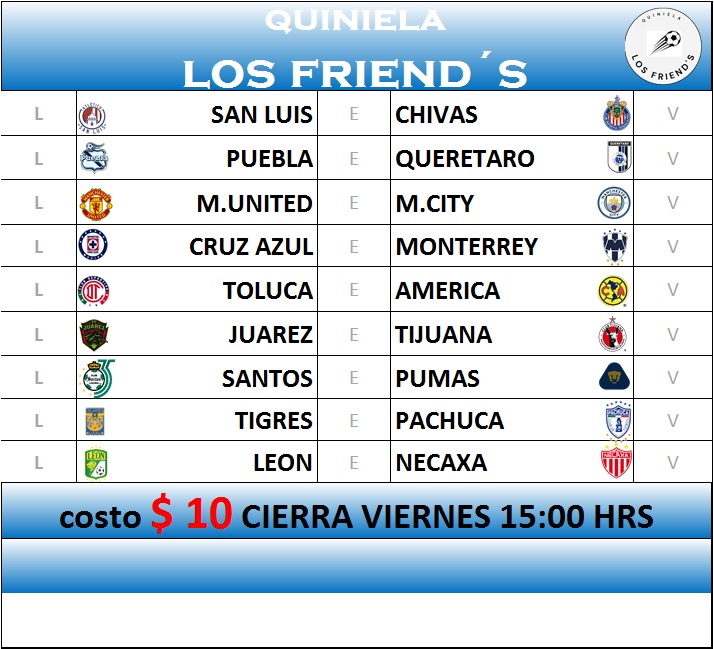 QUINIELA
LOS FRIEND´S
QUINIELA
LOS FRIEND'S
L SAN LUIS E CHIVAS V
L PUEBLA E QUERETARO V
L M.UNITED E M.CITY V
L CRUZ AZUL E MONTERREY V
L TOLUCA E AMERICA V
L JUAREZ E TIJUANA V
L SANTOS E PUMAS V
L TIGRES E PACHUCA V
L LEON E NECAXA V
costo $ 10 CIERRA VIERNES 15:00 HRS